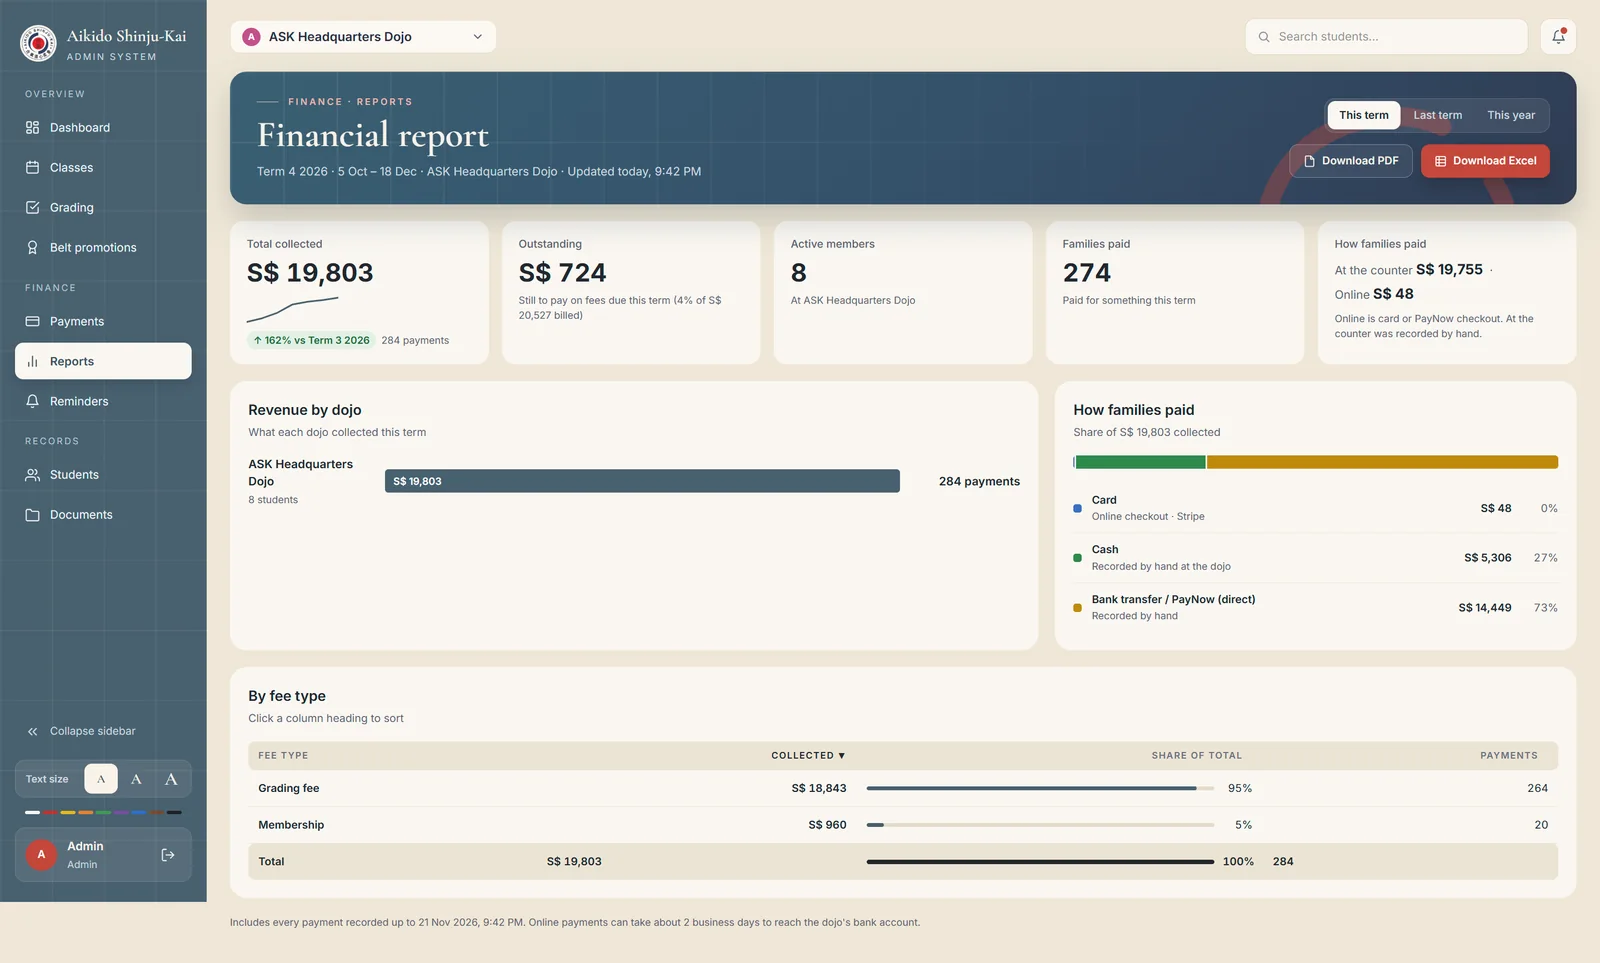 Aikido Shinju-Kai
ADMIN SYSTEM
OVERVIEW
Dashboard
Classes
Grading
Belt promotions
FINANCE
Payments
Reports
Reminders
RECORDS
Students
Documents
Collapse sidebar
Text size A A A
A
Admin
Admin
A ASK Headquarters Dojo
Search students...
FINANCE · REPORTS
Financial report
Term 4 2026 · 5 Oct – 18 Dec · ASK Headquarters Dojo · Updated today, 9:42 PM
This term Last term This year
Download PDF Download Excel
Total collected
S$ 19,803
↑ 162% vs Term 3 2026 284 payments
Outstanding
S$ 724
Still to pay on fees due this term (4% of S$
20,527 billed)
Active members
8
At ASK Headquarters Dojo
Families paid
274
Paid for something this term
How families paid
At the counter S$ 19,755 ·
Online S$ 48
Online is card or PayNow checkout. At the
counter was recorded by hand.
Revenue by dojo
What each dojo collected this term
ASK Headquarters
Dojo
8 students
S$ 19,803
284 payments
How families paid
Share of S$ 19,803 collected
Card
Online checkout · Stripe
S$ 48 0%
Cash
Recorded by hand at the dojo
S$ 5,306 27%
Bank transfer / PayNow (direct)
Recorded by hand
S$ 14,449 73%
By fee type
Click a column heading to sort
FEE TYPE COLLECTED ▼ SHARE OF TOTAL PAYMENTS
Grading fee S$ 18,843 95% 264
Membership S$ 960 5% 20
Total S$ 19,803 100% 284
Includes every payment recorded up to 21 Nov 2026, 9:42 PM. Online payments can take about 2 business days to reach the dojo's bank account.